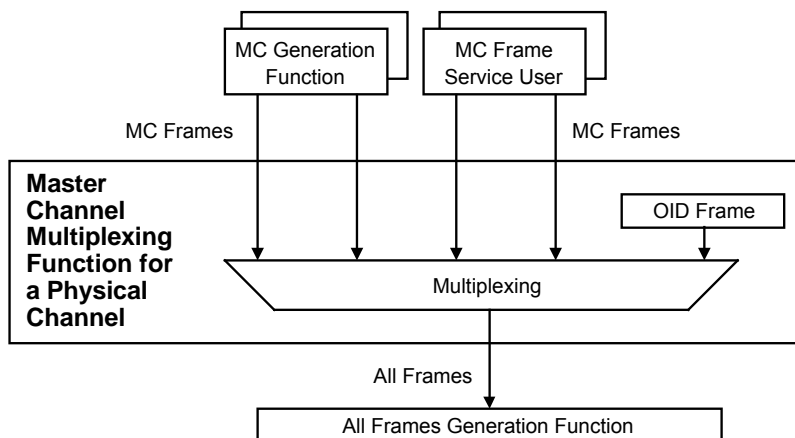 MC Generation
Function
MC Frame
Service User
MC Frames
MC Frames
Master
Channel
Multiplexing
Function for
a Physical
Channel
OID Frame
Multiplexing
All Frames
All Frames Generation Function